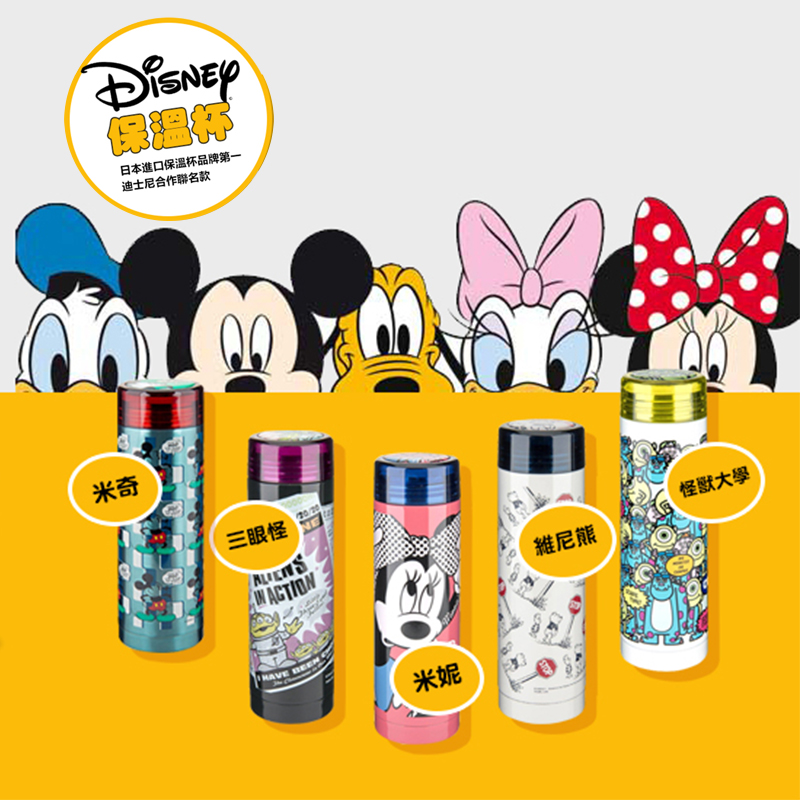 Disney
保溫杯
日本進口保溫杯品牌第一
迪士尼合作聯名款
米奇
三眼怪
米妮
維尼熊
怪獸大學
ALIENS
IN ACTION
I HAVE BEEN
STOP
STOP